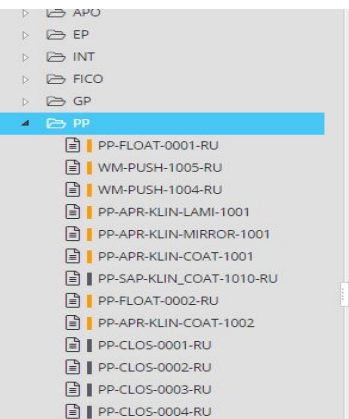 APO
EP
INT
FICO
GP
PP
PP-FLOAT-0001-RU
WM-PUSH-1005-RU
WM-PUSH-1004-RU
PP-APR-KLIN-LAMI-1001
PP-APR-KLIN-MIRROR-1001
PP-APR-KLIN-COAT-1001
PP-SAP-KLIN_COAT-1010-RU
PP-FLOAT-0002-RU
PP-APR-KLIN-COAT-1002
PP-CLOS-0001-RU
PP-CLOS-0002-RU
PP-CLOS-0003-RU
PP-CLOS-0004-RU